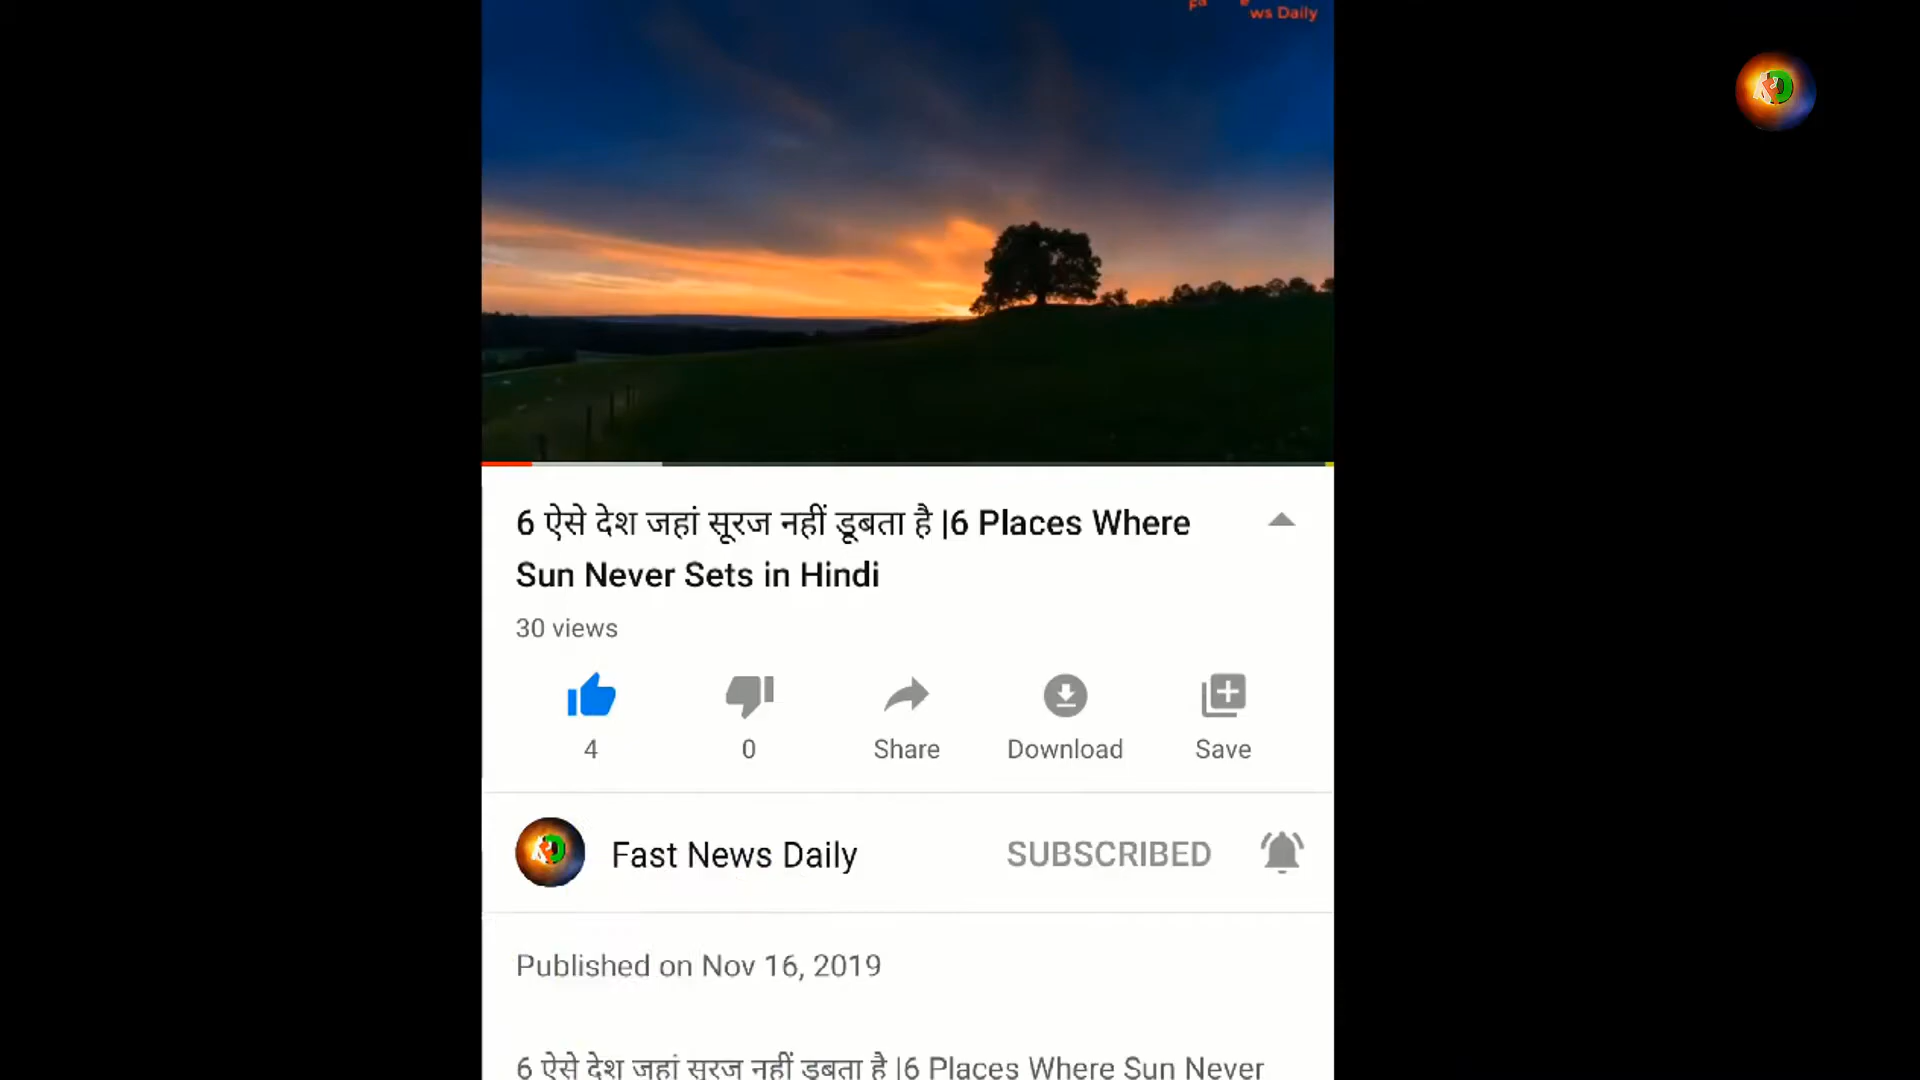 ws Daily
6 ऐसे देश जहां सूरज नहीं डूबता है |6 Places Where
Sun Never Sets in Hindi
30 views
4
0
Share
Download
Save
Fast News Daily
SUBSCRIBED
Published on Nov 16, 2019
6 ऐसे देश जहां सूरज नहीं डूबता है |6 Places Where Sun Never